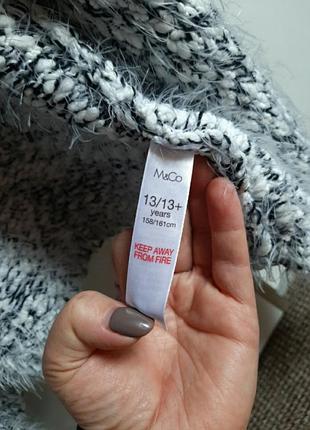 M&Co
13/13+
years
158/161cm
KEEP AWAY
FROM FIRE